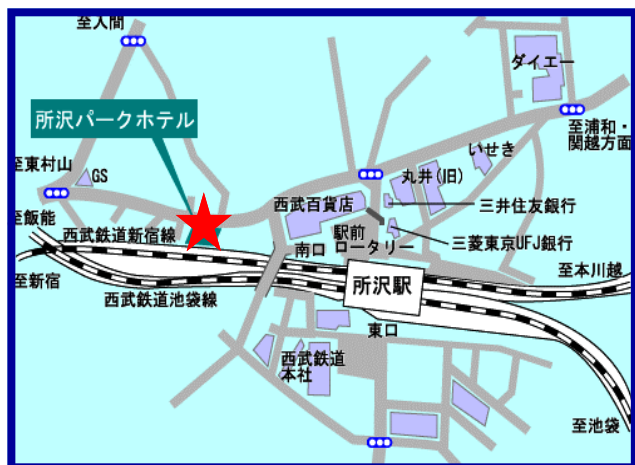 至入間
ダイエー
所沢パークホテル
至浦和・
関越方面
いせき
至東村山
GS
丸井(旧)
西武百貨店
三井住友銀行
至飯能
西武鉄道新宿線
駅前
ロータリー
三菱東京UFJ銀行
南口
至新宿
所沢駅
至本川越
西武鉄道池袋線
東口
西武鉄道
本社
至池袋